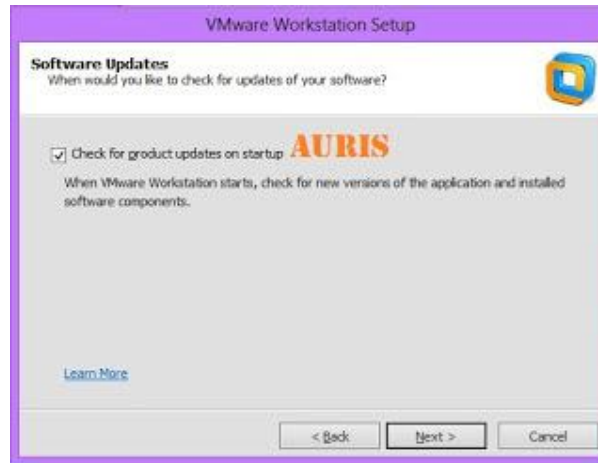 VMware Workstation Setup
Software Updates
When would you like to check for updates of your software?
Check for product updates on startup AURIS
When VMware Workstation starts, check for new versions of the application and installed
software components.
Learn More
< Back Next > Cancel